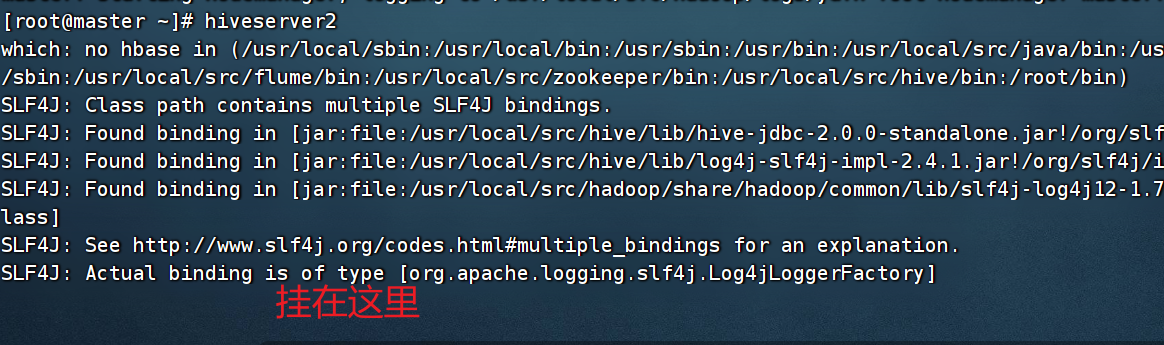 [root@master ~]# hiveserver2
which: no hbase in (/usr/local/sbin:/usr/local/bin:/usr/sbin:/usr/bin:/usr/local/src/java/bin:/us
/sbin:/usr/local/src/flume/bin:/usr/local/src/zookeeper/bin:/usr/local/src/hive/bin:/root/bin)
SLF4J: Class path contains multiple SLF4J bindings.
SLF4J: Found binding in [jar:file:/usr/local/src/hive/lib/hive-jdbc-2.0.0-standalone.jar!/org/slf
SLF4J: Found binding in [jar:file:/usr/local/src/hive/lib/log4j-slf4j-impl-2.4.1.jar!/org/slf4j/i
SLF4J: Found binding in [jar:file:/usr/local/src/hadoop/share/hadoop/common/lib/slf4j-log4j12-1.7
lass]
SLF4J: See http://www.slf4j.org/codes.html#multiple_bindings for an explanation.
SLF4J: Actual binding is of type [org.apache.logging.slf4j.Log4jLoggerFactory]
挂在这里